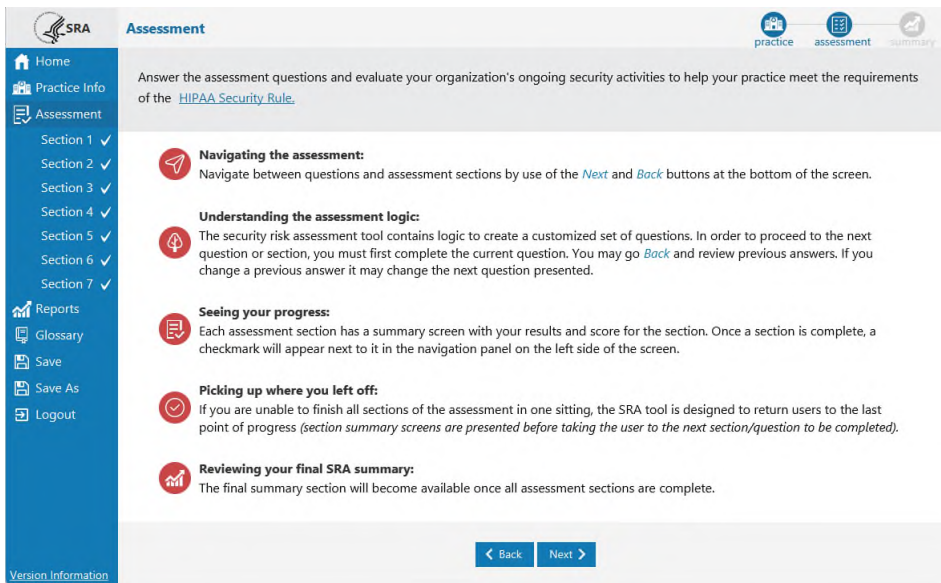 SRA
Assessment
practice
assessment
summary
Home
Practice Info
Assessment
Section 1
Section 2
Section 3
Section 4
Section 5
Section 6
Section 7
Reports
Glossary
Save
Save As
Logout
Version Information
Answer the assessment questions and evaluate your organization's ongoing security activities to help your practice meet the requirements
of the HIPAA Security Rule.
Navigating the assessment:
Navigate between questions and assessment sections by use of the Next and Back buttons at the bottom of the screen.
Understanding the assessment logic:
The security risk assessment tool contains logic to create a customized set of questions. In order to proceed to the next
question or section, you must first complete the current question. You may go Back and review previous answers. If you
change a previous answer it may change the next question presented.
Seeing your progress:
Each assessment section has a summary screen with your results and score for the section. Once a section is complete, a
checkmark will appear next to it in the navigation panel on the left side of the screen.
Picking up where you left off:
If you are unable to finish all sections of the assessment in one sitting, the SRA tool is designed to return users to the last
point of progress (section summary screens are presented before taking the user to the next section/question to be completed).
Reviewing your final SRA summary:
The final summary section will become available once all assessment sections are complete.
Back
Next